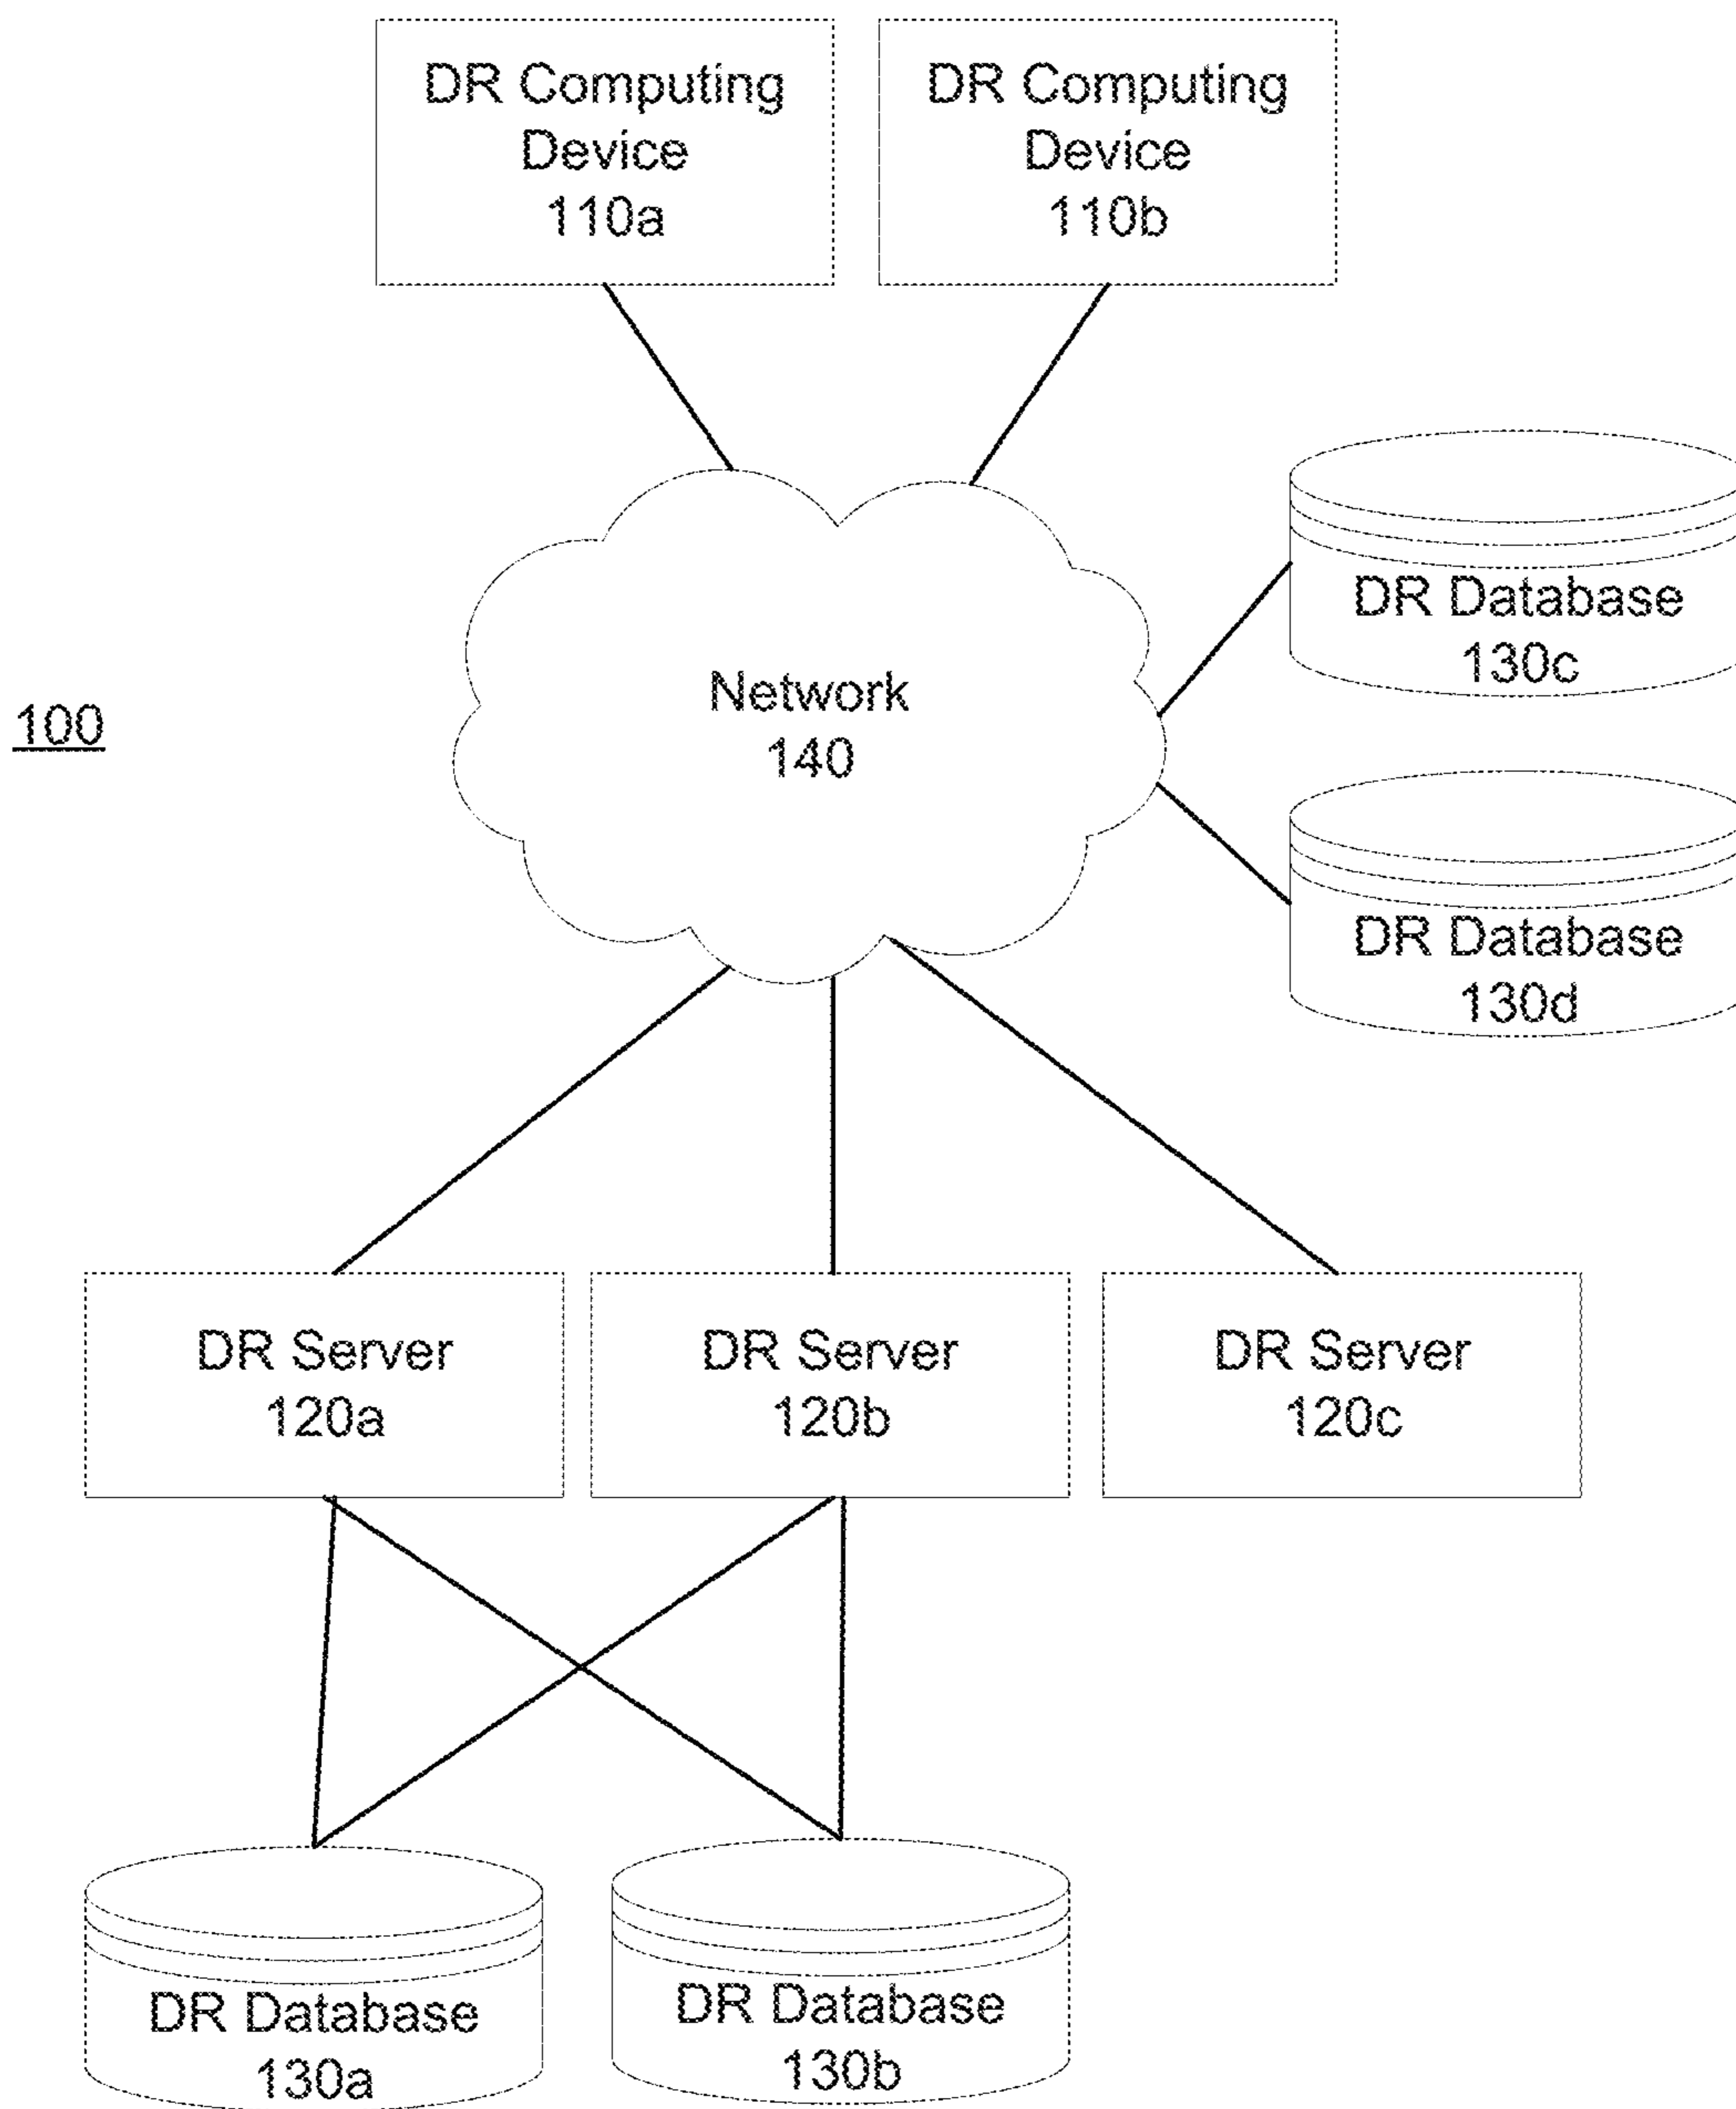 DR Computing
Device
110a
DR Computing
Device
110b
DR Database
130c
Network
140
100
DR Database
130d
DR Server
120a
DR Server
120b
DR Server
120c
DR Database
130a
DR Database
130b